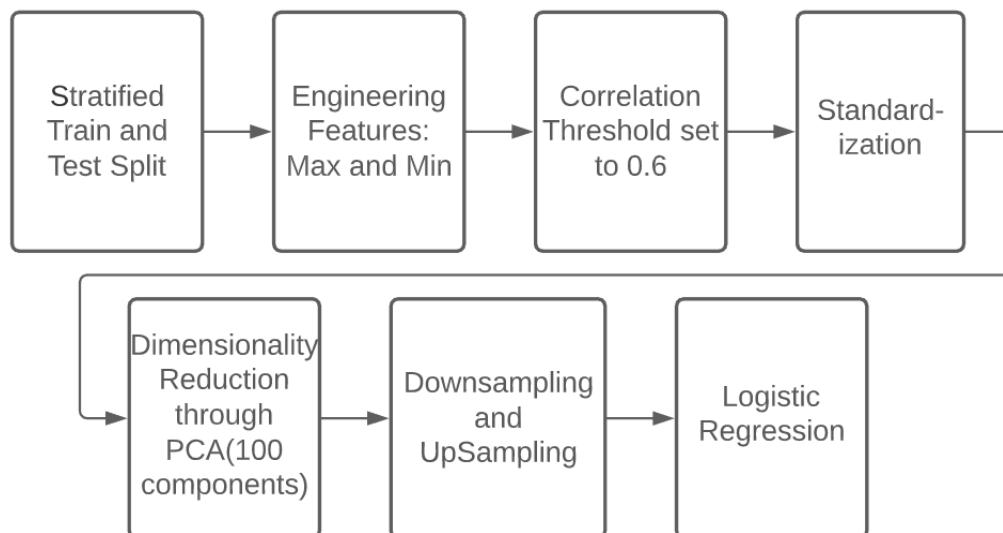 Stratified
Train and
Test Split
Engineering
Features:
Max and Min
Correlation
Threshold set
to 0.6
Standard-
ization
Dimensionality
Reduction
through
PCA(100
components)
Downsampling
and
UpSampling
Logistic
Regression